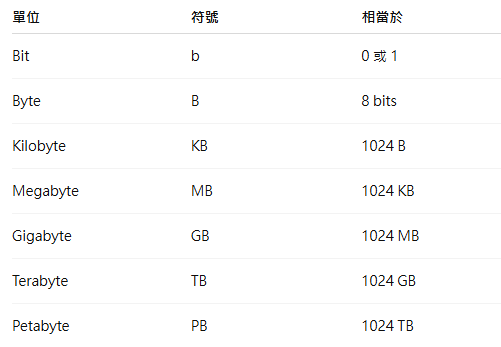 單位 符號 相當於
Bit b 0 或 1
Byte B 8 bits
Kilobyte KB 1024 B
Megabyte MB 1024 KB
Gigabyte GB 1024 MB
Terabyte TB 1024 GB
Petabyte PB 1024 TB